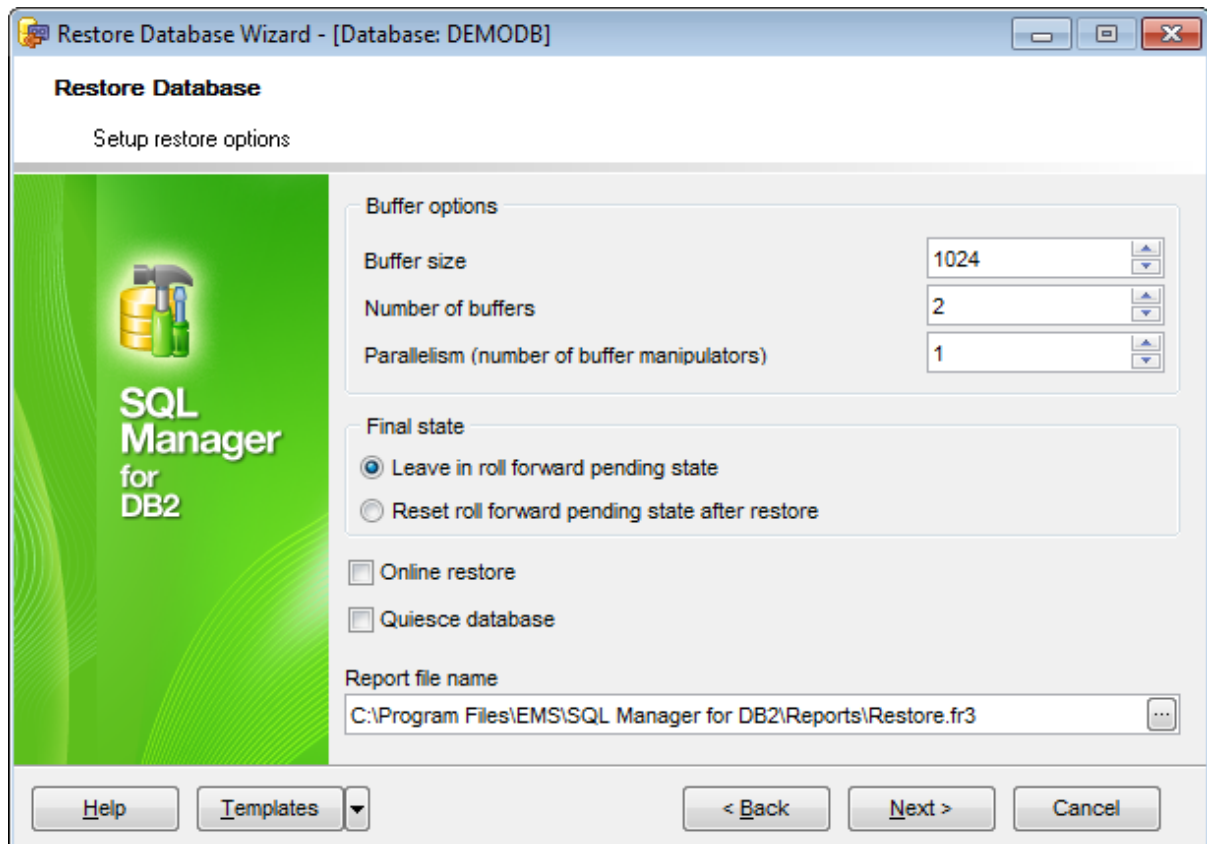 Restore Database Wizard - [Database: DEMODB]
Restore Database
Setup restore options
SQL
Manager
for
DB2
Buffer options
Buffer size
1024
Number of buffers
2
Parallelism (number of buffer manipulators)
1
Final state
Leave in roll forward pending state
Reset roll forward pending state after restore
Online restore
Quiesce database
Report file name
C:\Program Files\EMS\SQL Manager for DB2\Reports\Restore.fr3
...
Help
Templates
< Back
Next >
Cancel